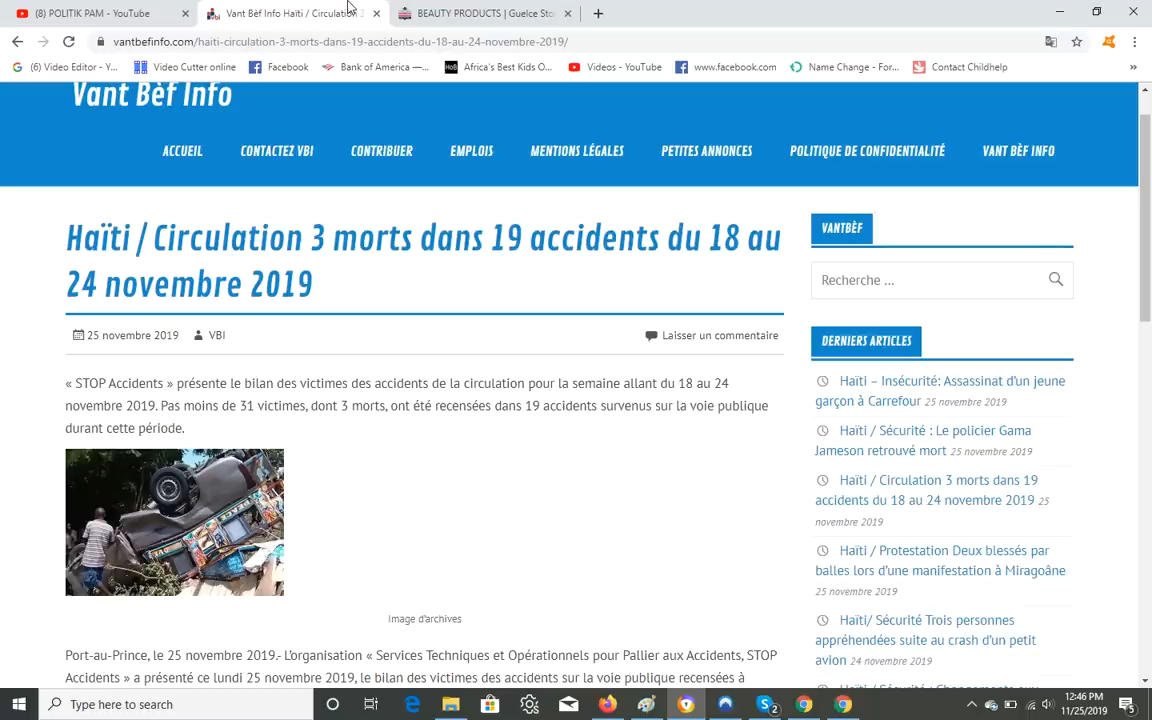 (8) POLITIK PAM - YouTube
Vant Bèf Info Haïti / Circulation 3
BEAUTY PRODUCTS | Guelce Sto
vantbefinfo.com/haiti-circulation-3-morts-dans-19-accidents-du-18-au-24-novembre-2019/
(6) Video Editor - Y...
Video Cutter online
Facebook
Bank of America —...
Africa's Best Kids O...
Videos - YouTube
www.facebook.com
Name Change - For...
Contact Childhelp
»
Vant Bèf Info
ACCUEIL
CONTACTEZ VBI
CONTRIBUER
EMPLOIS
MENTIONS LÉGALES
PETITES ANNONCES
POLITIQUE DE CONFIDENTIALITÉ
VANT BÈF INFO
Haïti / Circulation 3 morts dans 19 accidents du 18 au
24 novembre 2019
25 novembre 2019 VBI
Laisser un commentaire
« STOP Accidents » présente le bilan des victimes des accidents de la circulation pour la semaine allant du 18 au 24
novembre 2019. Pas moins de 31 victimes, dont 3 morts, ont été recensées dans 19 accidents survenus sur la voie publique
durant cette période.
Image d'archives
Port-au-Prince, le 25 novembre 2019.- L'organisation « Services Techniques et Opérationnels pour Pallier aux Accidents, STOP
Accidents » a présenté ce lundi 25 novembre 2019, le bilan des victimes des accidents sur la voie publique recensées à
VANTBÈF
Recherche …
DERNIERS ARTICLES
Haïti – Insécurité: Assassinat d'un jeune
garçon à Carrefour 25 novembre 2019
Haïti / Sécurité : Le policier Gama
Jameson retrouvé mort 25 novembre 2019
Haïti / Circulation 3 morts dans 19
accidents du 18 au 24 novembre 2019 25
novembre 2019
Haïti / Protestation Deux blessés par
balles lors d'une manifestation à Miragoâne
25 novembre 2019
Haïti/ Sécurité Trois personnes
appréhendées suite au crash d'un petit
avion 24 novembre 2019
Type here to search
2
12:46 PM
11/25/2019
5